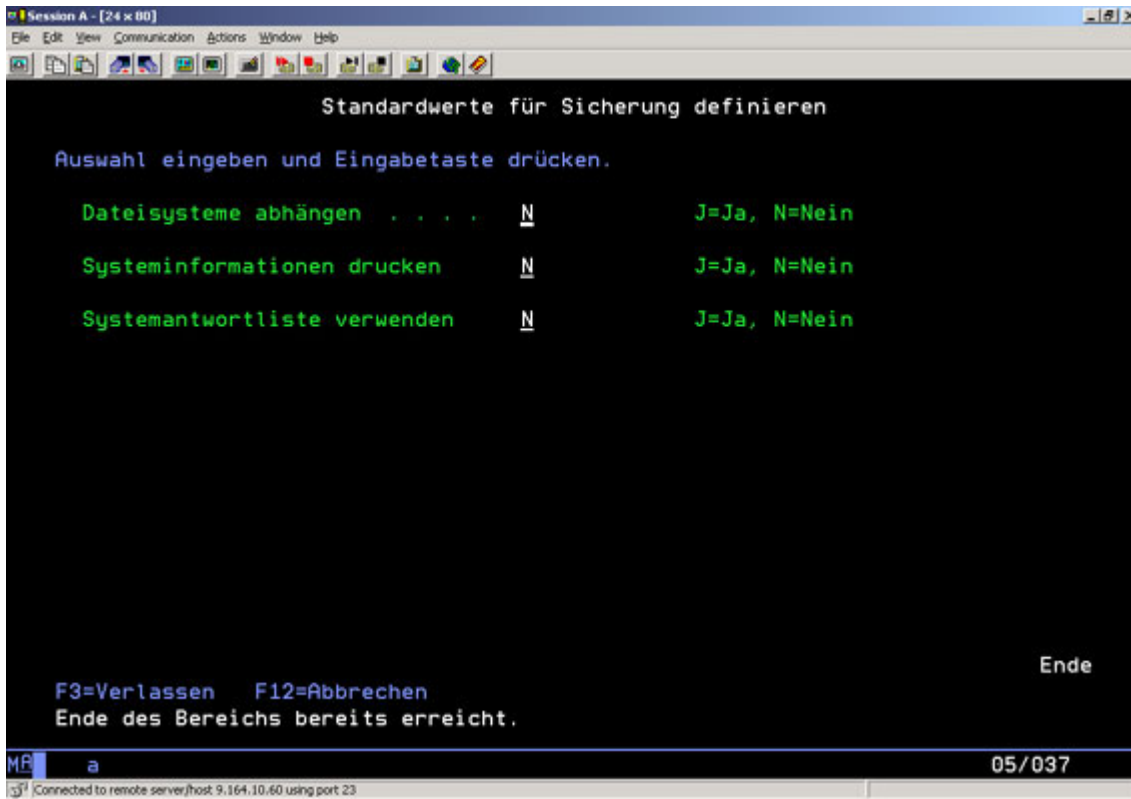 Session A - [24 x 80]
File Edit View Communication Actions Window Help
Standardwerte für Sicherung definieren
Auswahl eingeben und Eingabetaste drücken.
Dateisysteme abhängen . . . . N J=Ja, N=Nein
Systeminformationen drucken N J=Ja, N=Nein
Systemantwortliste verwenden N J=Ja, N=Nein
Ende
F3=Verlassen F12=Abbrechen
Ende des Bereichs bereits erreicht.
MA a 05/037
Connected to remote server/host 9.164.10.60 using port 23